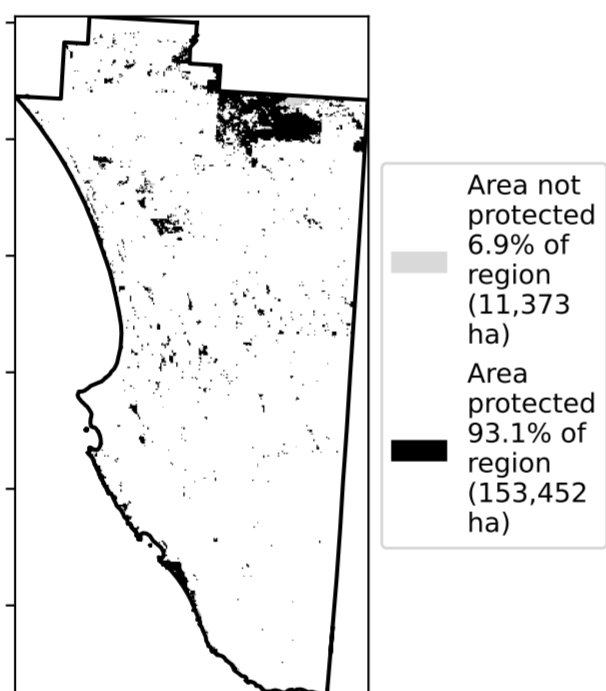 Area not
protected
6.9% of
region
(11,373
ha)
Area
protected
93.1% of
region
(153,452
ha)